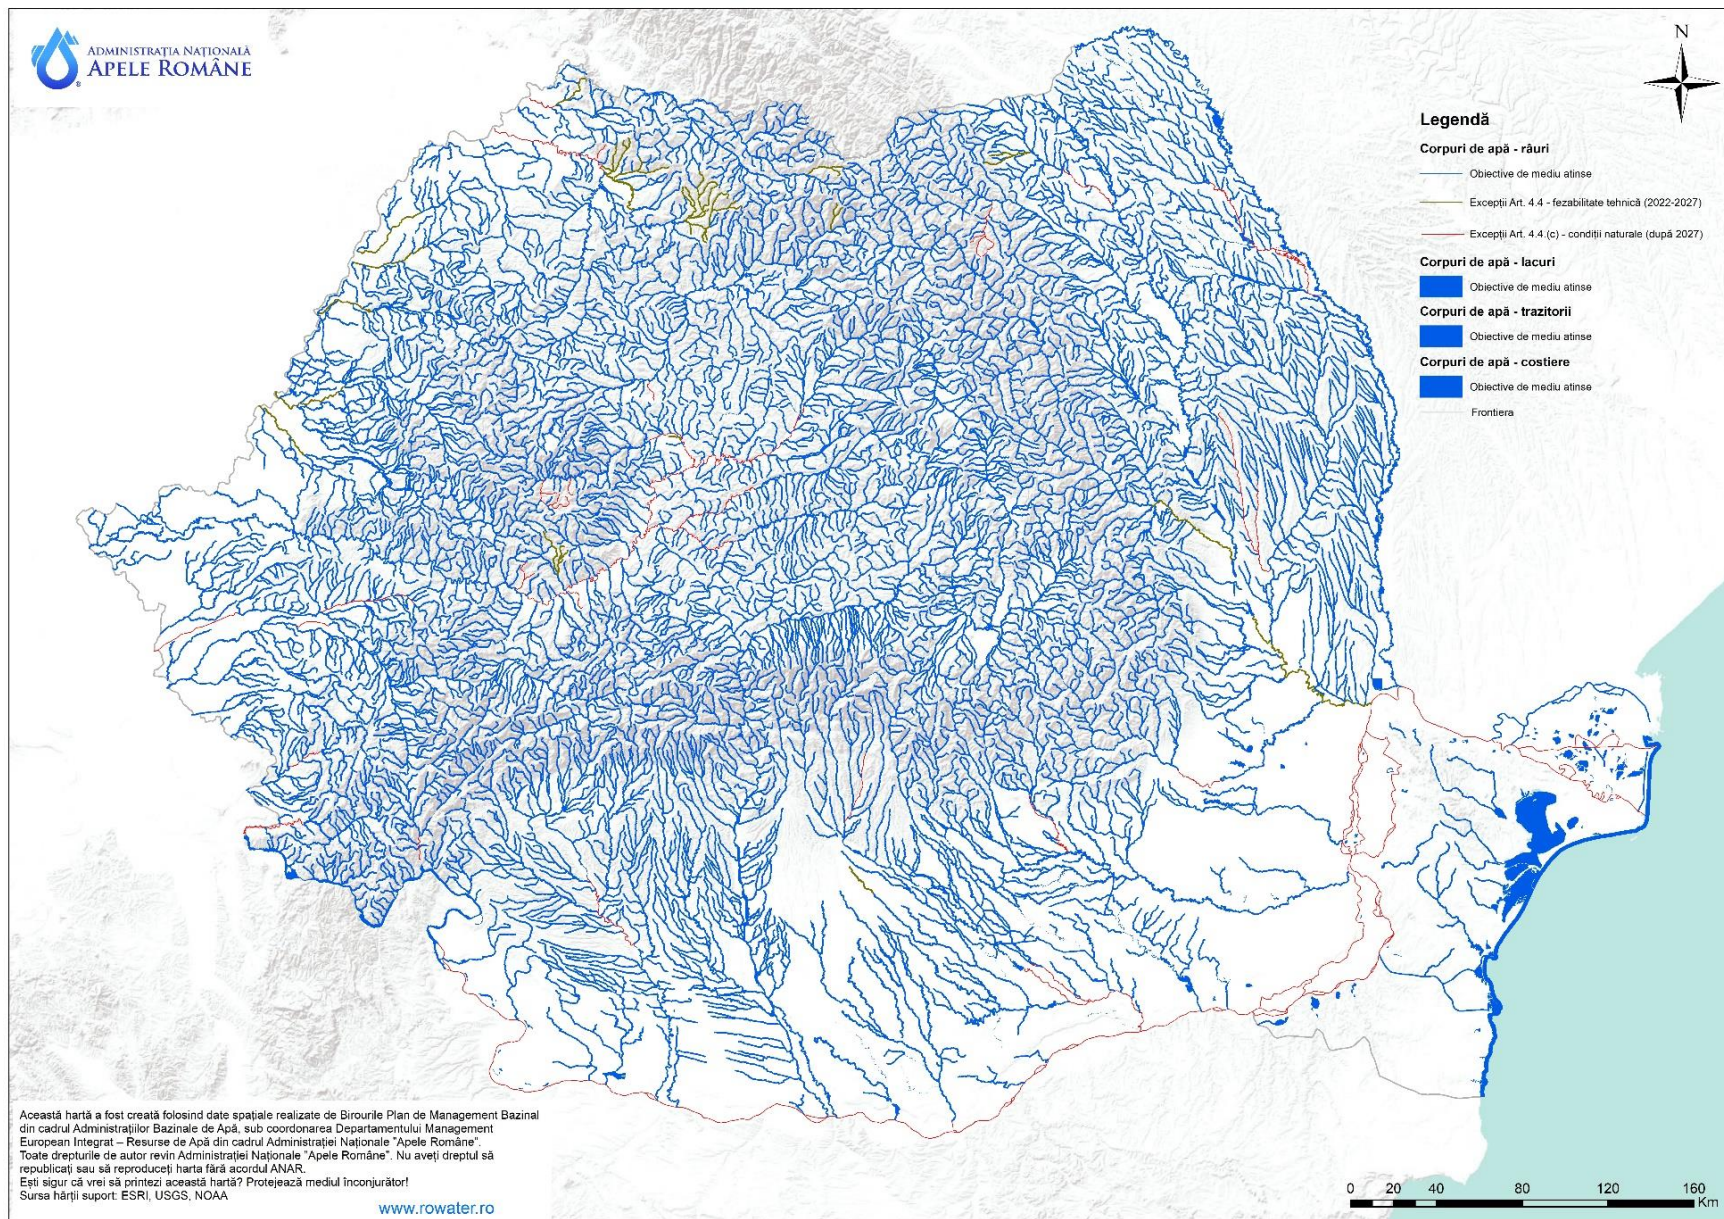 ADMINISTRAȚIA NAȚIONALĂ
APELE ROMÂNE
®
N
Legendă
Corpuri de apă - râuri
Obiective de mediu atinse
Excepții Art. 4.4 - fezabilitate tehnică (2022-2027)
Excepții Art. 4.4.(c) - condiții naturale (după 2027)
Corpuri de apă - lacuri
Obiective de mediu atinse
Corpuri de apă - trazitorii
Obiective de mediu atinse
Corpuri de apă - costiere
Obiective de mediu atinse
Frontiera
Această hartă a fost creată folosind date spațiale realizate de Birourile Plan de Management Bazinal
din cadrul Administrațiilor Bazinale de Apă, sub coordonarea Departamentului Management
European Integrat – Resurse de Apă din cadrul Administrației Naționale "Apele Române".
Toate drepturile de autor revin Administrației Naționale "Apele Române". Nu aveți dreptul să
republicați sau să reproduceți harta fără acordul ANAR.
Ești sigur că vrei să printezi această hartă? Protejează mediul înconjurător!
Sursa hărții suport: ESRI, USGS, NOAA
www.rowater.ro
0 20 40 80 120 160
Km